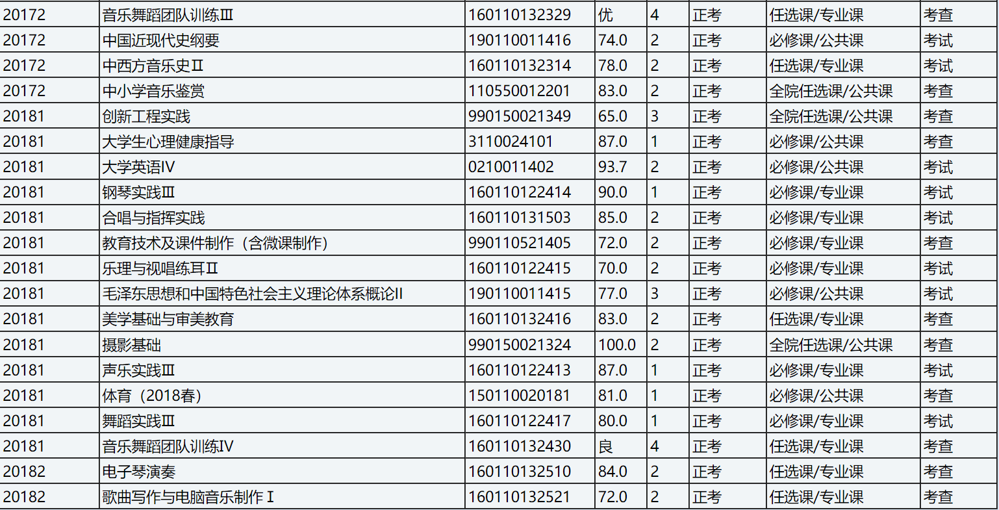 20172 音乐舞蹈团队训练Ⅲ 160110132329 优 4 正考 任选课/专业课 考查
20172 中国近现代史纲要 190110011416 74.0 2 正考 必修课/公共课 考试
20172 中西方音乐史Ⅱ 160110132314 78.0 2 正考 任选课/专业课 考试
20172 中小学音乐鉴赏 110550012201 83.0 2 正考 全院任选课/公共课 考查
20181 创新工程实践 990150021349 65.0 3 正考 全院任选课/公共课 考查
20181 大学生心理健康指导 3110024101 87.0 1 正考 必修课/公共课 考查
20181 大学英语IV 0210011402 93.7 2 正考 必修课/公共课 考试
20181 钢琴实践Ⅲ 160110122414 90.0 1 正考 必修课/专业课 考试
20181 合唱与指挥实践 160110131503 85.0 2 正考 必修课/专业课 考试
20181 教育技术及课件制作（含微课制作） 990110521405 72.0 2 正考 必修课/专业课 考查
20181 乐理与视唱练耳Ⅱ 160110122415 70.0 2 正考 必修课/专业课 考试
20181 毛泽东思想和中国特色社会主义理论体系概论II 190110011415 77.0 3 正考 必修课/公共课 考试
20181 美学基础与审美教育 160110132416 83.0 2 正考 任选课/专业课 考查
20181 摄影基础 990150021324 100.0 2 正考 全院任选课/公共课 考查
20181 声乐实践Ⅲ 160110122413 87.0 1 正考 必修课/专业课 考试
20181 体育（2018春） 150110020181 81.0 1 正考 必修课/公共课 考查
20181 舞蹈实践Ⅲ 160110122417 80.0 1 正考 必修课/专业课 考试
20181 音乐舞蹈团队训练Ⅳ 160110132430 良 4 正考 任选课/专业课 考查
20182 电子琴演奏 160110132510 84.0 2 正考 任选课/专业课 考查
20182 歌曲写作与电脑音乐制作Ⅰ 160110132521 72.0 2 正考 任选课/专业课 考查